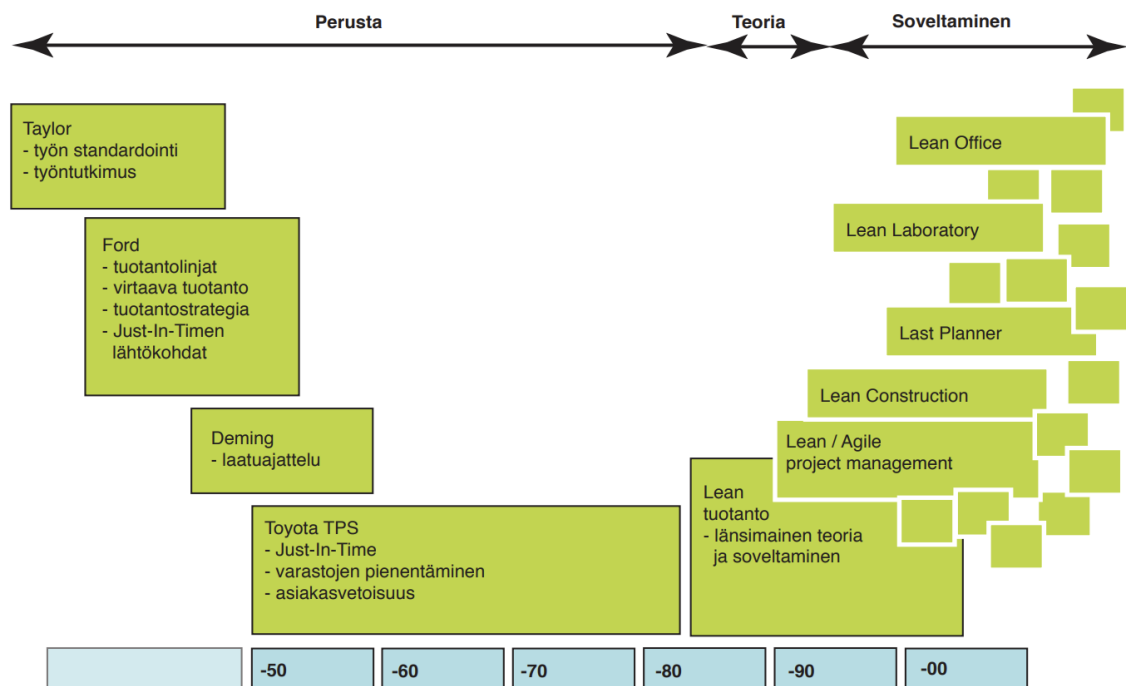 Perusta
Teoria
Soveltaminen
Taylor
- työn standardointi
- työntutkimus
Ford
- tuotantolinjat
- virtaava tuotanto
- tuotantostrategia
- Just-In-Timen
lähtökohdat
Deming
- laatuajattelu
Toyota TPS
- Just-In-Time
- varastojen pienentäminen
- asiakasvetoisuus
Lean
tuotanto
- länsimainen teoria
ja soveltaminen
Lean / Agile
project management
Lean Construction
Last Planner
Lean Laboratory
Lean Office
-50
-60
-70
-80
-90
-00